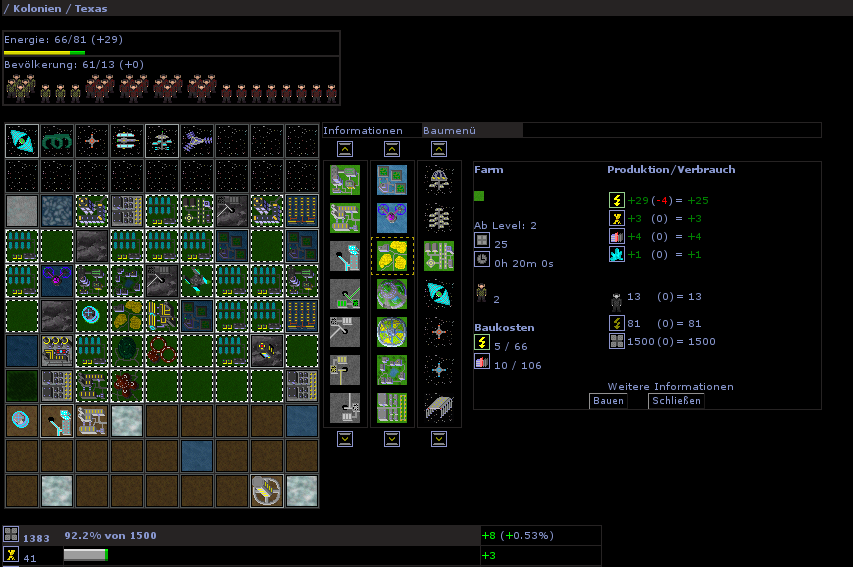 / Kolonien / Texas
Energie: 66/81 (+29)
Bevölkerung: 61/13 (+0)
Informationen
Baumenü
Farm
Ab Level: 2
25
0h 20m 0s
2
Baukosten
5 / 66
10 / 106
Produktion/Verbrauch
+29 (-4) = +25
+3 (0) = +3
+4 (0) = +4
+1 (0) = +1
13 (0) = 13
81 (0) = 81
1500 (0) = 1500
Weitere Informationen
Bauen
Schließen
1383 92.2% von 1500 +8 (+0.53%)
41 +3